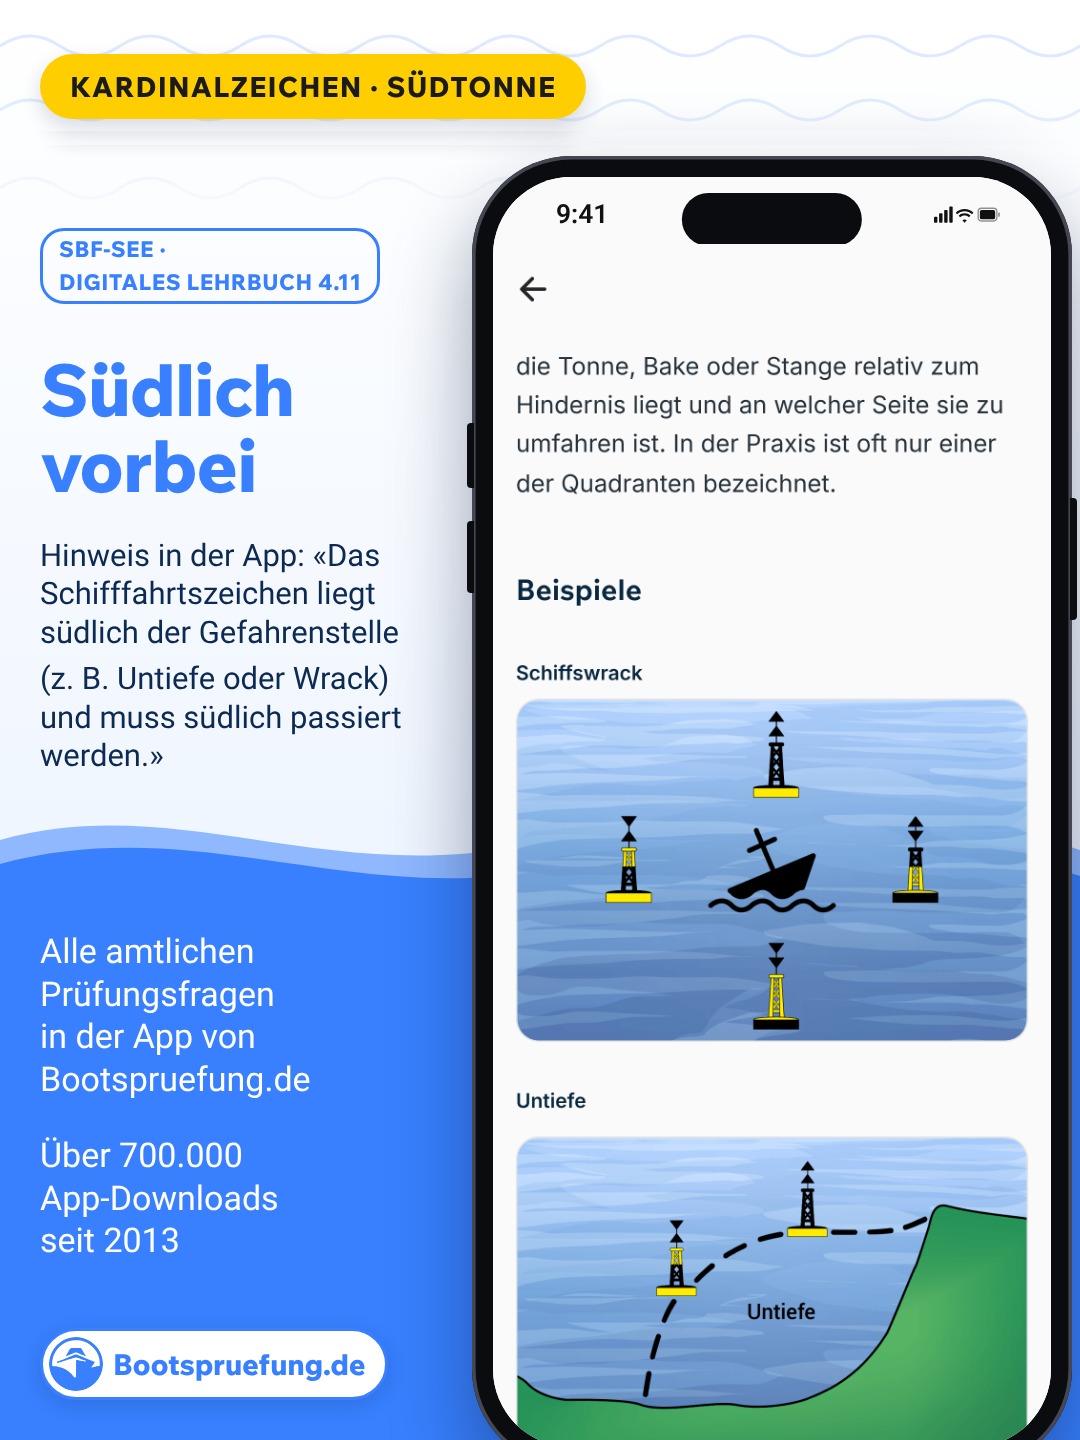 KARDINALZEICHEN · SÜDTONNE
SBF-SEE ·
DIGITALES LEHRBUCH 4.11
Südlich
vorbei
Hinweis in der App: «Das
Schifffahrtszeichen liegt
südlich der Gefahrenstelle
(z. B. Untiefe oder Wrack)
und muss südlich passiert
werden.»
Alle amtlichen
Prüfungsfragen
in der App von
Bootspruefung.de
Über 700.000
App-Downloads
seit 2013
Bootspruefung.de
9:41
die Tonne, Bake oder Stange relativ zum
Hindernis liegt und an welcher Seite sie zu
umfahren ist. In der Praxis ist oft nur einer
der Quadranten bezeichnet.
Beispiele
Schiffswrack
Untiefe
Untiefe